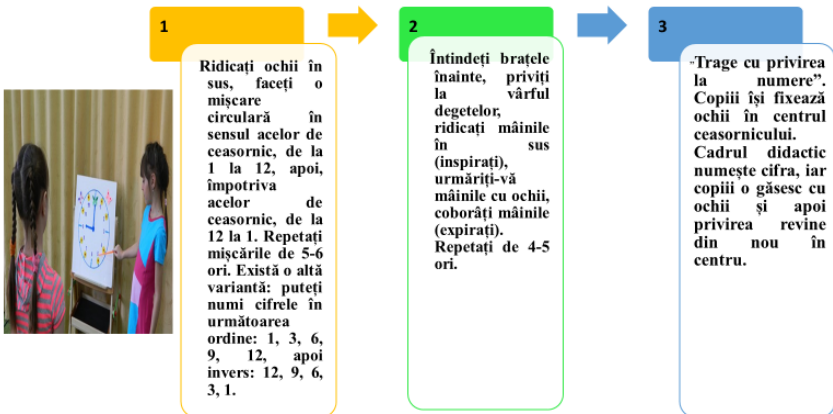 1
Ridicați ochii în
sus, faceți o
mișcare
circulară în
sensul acelor de
ceasornic, de la
1 la 12, apoi,
împotriva
acelor de
ceasornic, de la
12 la 1. Repetați
mișcările de 5-6
ori. Există o altă
variantă: puteți
numi cifrele în
următoarea
ordine: 1, 3, 6,
9, 12, apoi
invers: 12, 9, 6,
3, 1.
2
Întindeți brațele
înainte, priviți
la vârful
degetelor,
ridicați mâinile
în sus
(inspirați),
urmăriți-vă
mâinile cu ochii,
coborâți mâinile
(expirați).
Repetați de 4-5
ori.
3
"Trage cu privirea
la numere”.
Copiii își fixează
ochii în centrul
ceasornicului.
Cadrul didactic
numește cifra, iar
copiii o găsesc cu
ochii și apoi
privirea revine
din nou în
centru.